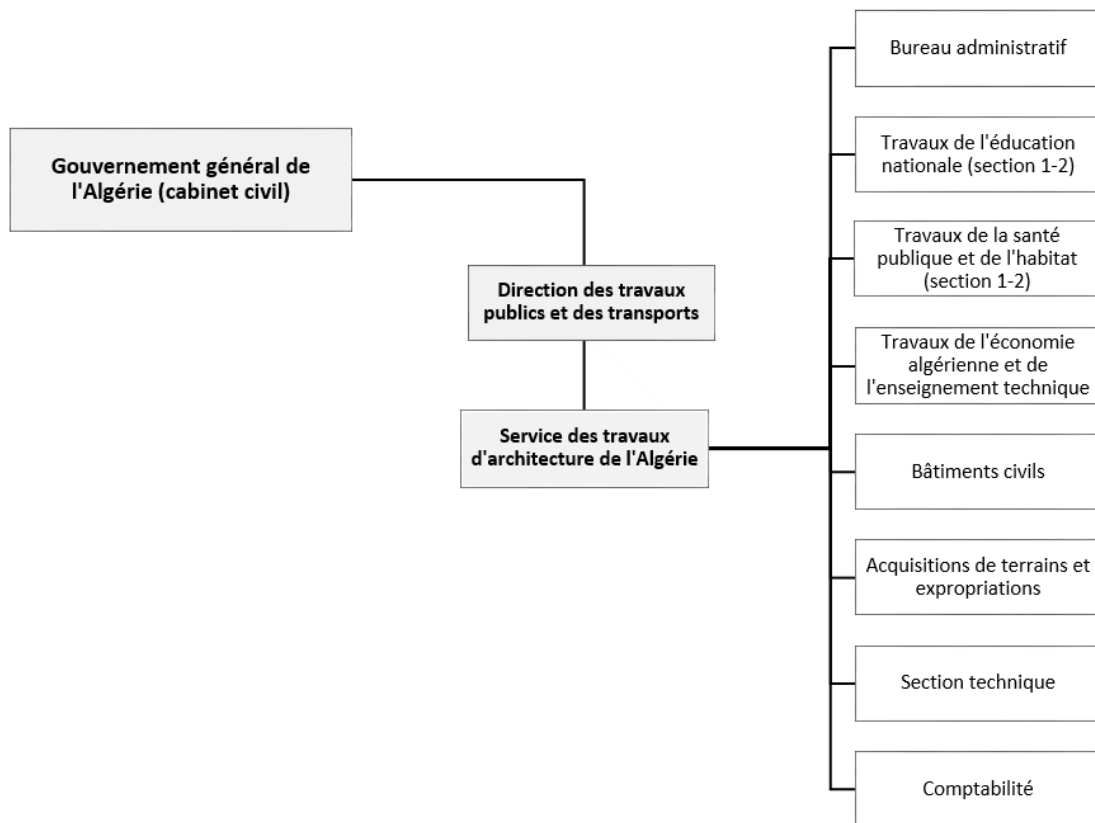 Gouvernement général de
l'Algérie (cabinet civil)
Direction des travaux
publics et des transports
Service des travaux
d'architecture de l'Algérie
Bureau administratif
Travaux de l'éducation
nationale (section 1-2)
Travaux de la santé
publique et de l'habitat
(section 1-2)
Travaux de l'économie
algérienne et de
l'enseignement technique
Bâtiments civils
Acquisitions de terrains et
expropriations
Section technique
Comptabilité